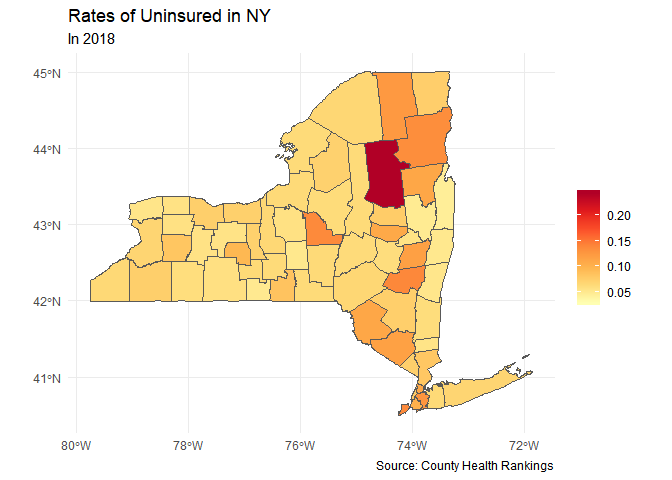 Rates of Uninsured in NY
In 2018
45°N
44°N
43°N
42°N
41°N
80°W
78°W
76°W
74°W
72°W
0.20
0.15
0.10
0.05
Source: County Health Rankings